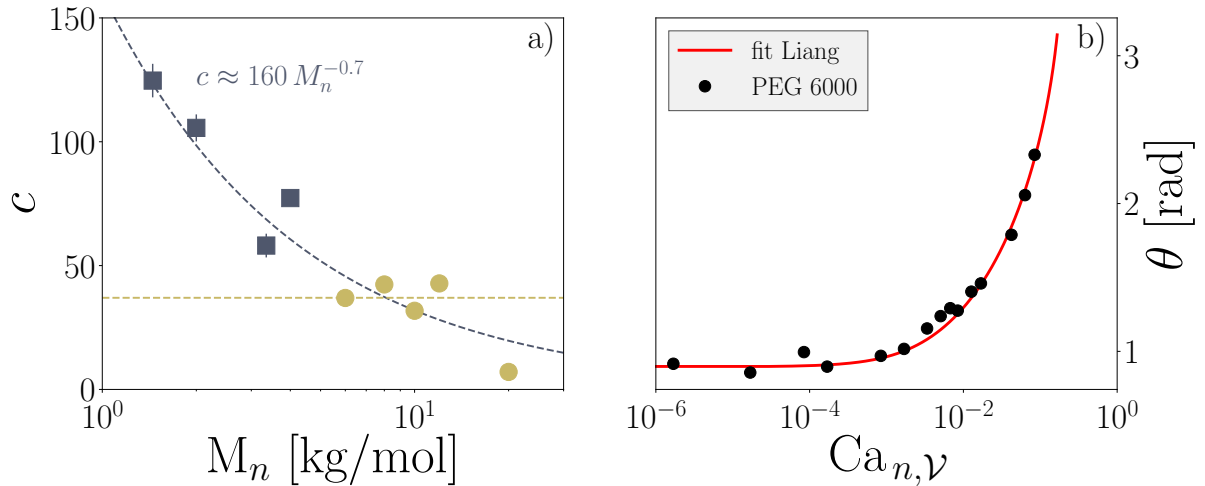 a)
c ≈ 160 M_n^{-0.7}
150
100
50
0
c
10^0
10^1
M_n [kg/mol]
b)
fit Liang
PEG 6000
3
2
1
θ [rad]
10^{-6}
10^{-4}
10^{-2}
10^0
Ca_{n,𝒱}